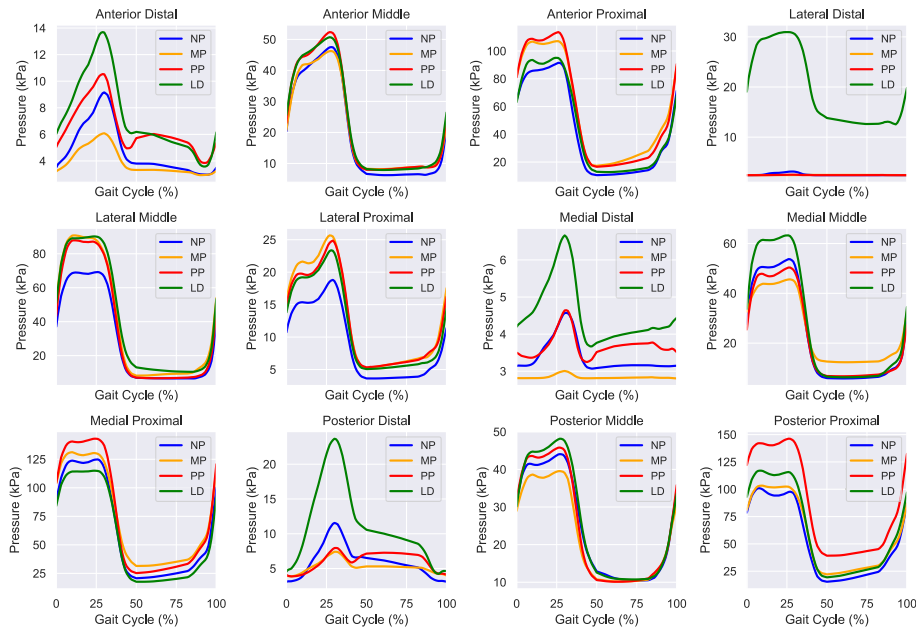 Anterior Distal
14
12
10
8
6
4
Pressure (kPa)
Gait Cycle (%)
NP
MP
PP
LD
Anterior Middle
50
40
30
20
10
Pressure (kPa)
Gait Cycle (%)
NP
MP
PP
LD
Anterior Proximal
100
80
60
40
20
Pressure (kPa)
Gait Cycle (%)
NP
MP
PP
LD
Lateral Distal
30
20
10
Pressure (kPa)
Gait Cycle (%)
NP
MP
PP
LD
Lateral Middle
80
60
40
20
Pressure (kPa)
Gait Cycle (%)
NP
MP
PP
LD
Lateral Proximal
25
20
15
10
5
Pressure (kPa)
Gait Cycle (%)
NP
MP
PP
LD
Medial Distal
6
5
4
3
Pressure (kPa)
Gait Cycle (%)
NP
MP
PP
LD
Medial Middle
60
40
20
Pressure (kPa)
Gait Cycle (%)
NP
MP
PP
LD
Medial Proximal
125
100
75
50
25
Pressure (kPa)
0 25 50 75 100
Gait Cycle (%)
NP
MP
PP
LD
Posterior Distal
20
15
10
5
Pressure (kPa)
0 25 50 75 100
Gait Cycle (%)
NP
MP
PP
LD
Posterior Middle
50
40
30
20
10
Pressure (kPa)
0 25 50 75 100
Gait Cycle (%)
NP
MP
PP
LD
Posterior Proximal
150
125
100
75
50
25
Pressure (kPa)
0 25 50 75 100
Gait Cycle (%)
NP
MP
PP
LD